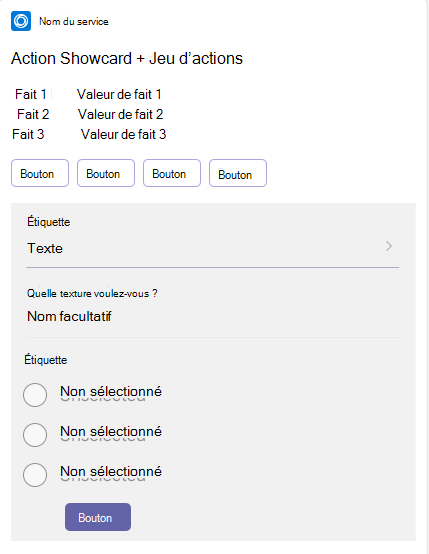 Nom du service
Action Showcard + Jeu d’actions
Fait 1 Valeur de fait 1
Fait 2 Valeur de fait 2
Fait 3 Valeur de fait 3
Bouton Bouton Bouton Bouton
Étiquette
Texte
Quelle texture voulez-vous ?
Nom facultatif
Étiquette
Non sélectionné
Non sélectionné
Non sélectionné
Bouton